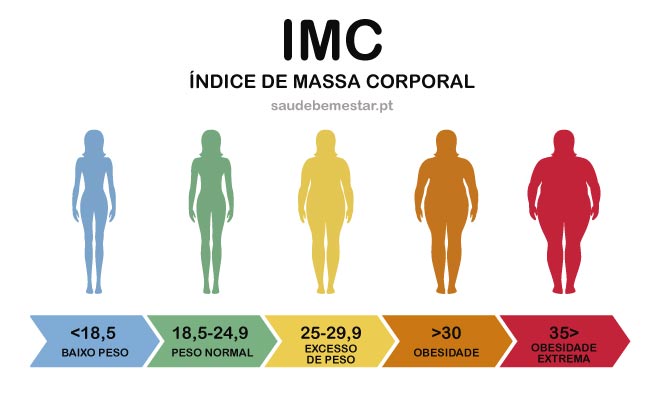 IMC
ÍNDICE DE MASSA CORPORAL
saudebemestar.pt
<18,5
BAIXO PESO
18,5-24,9
PESO NORMAL
25-29,9
EXCESSO
DE PESO
>30
OBESIDADE
35>
OBESIDADE
EXTREMA